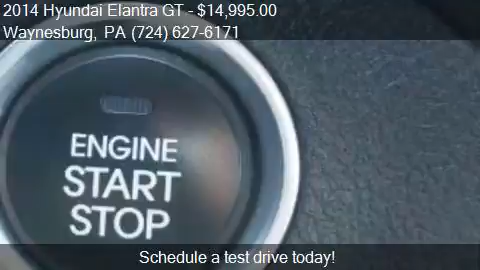 2014 Hyundai Elantra GT - $14,995.00
Waynesburg, PA (724) 627-6171
ENGINE
START
STOP
Schedule a test drive today!